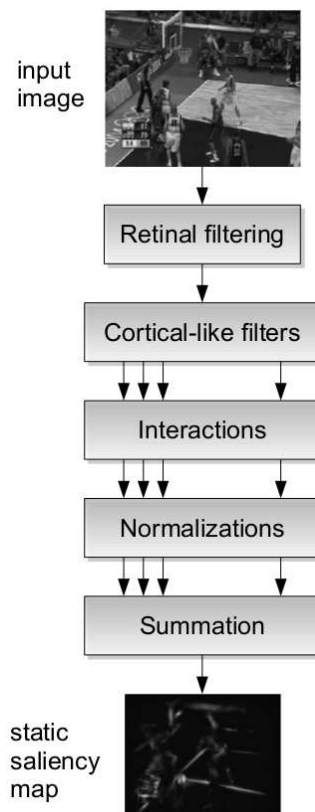 input
image
Retinal filtering
Cortical-like filters
Interactions
Normalizations
Summation
static
saliency
map